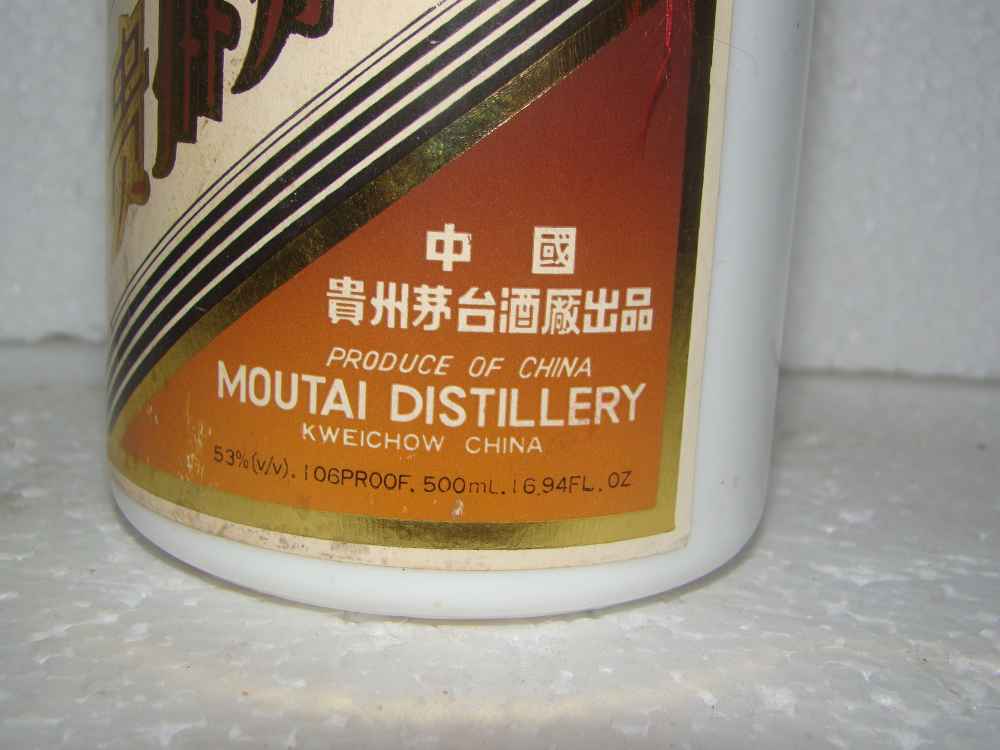 貴
中 國
貴州茅台酒廠出品
PRODUCE OF CHINA
MOUTAI DISTILLERY
KWEICHOW CHINA
53%(v/v). 106PROOF. 500mL. 16.94FL. OZ